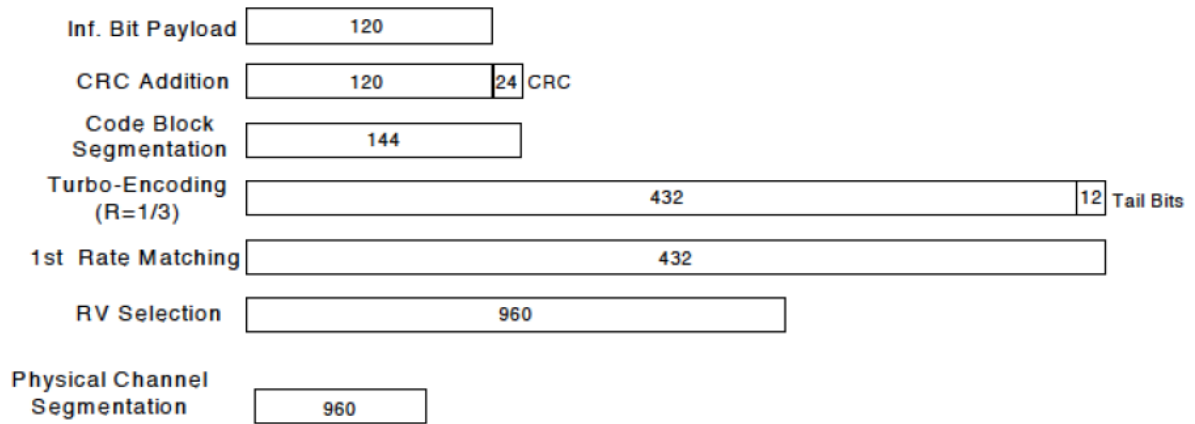 Inf. Bit Payload 120
CRC Addition 120 24 CRC
Code Block
Segmentation 144
Turbo-Encoding
(R=1/3) 432 12 Tail Bits
1st Rate Matching 432
RV Selection 960
Physical Channel
Segmentation 960